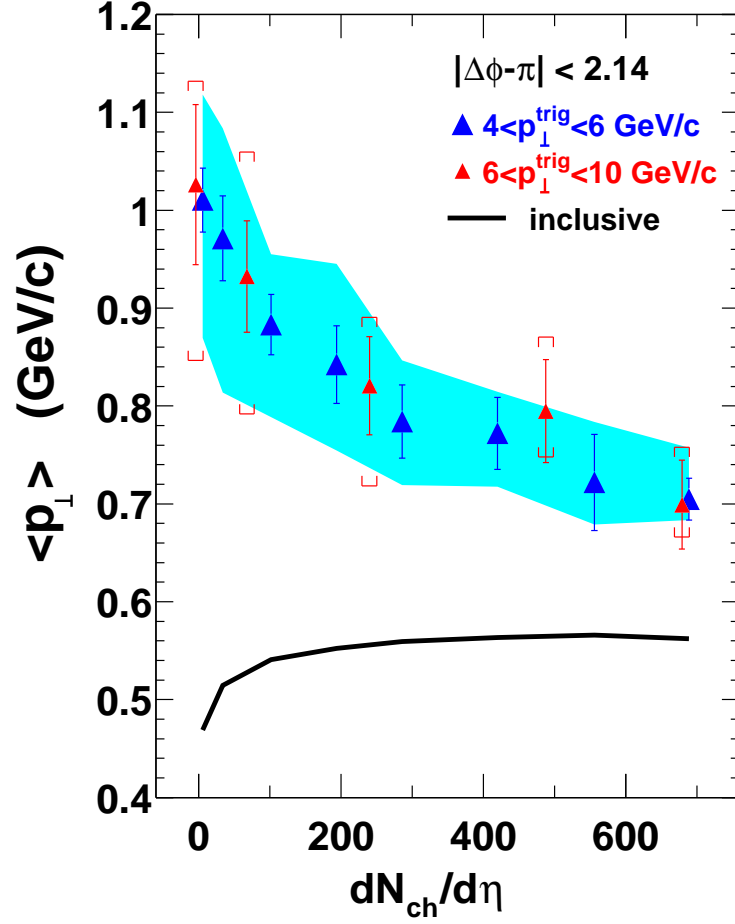 1.2
1.1
1
0.9
0.8
0.7
0.6
0.5
0.4
<p⊥> (GeV/c)
|Δϕ-π| < 2.14
4<p⊥^trig<6 GeV/c
6<p⊥^trig<10 GeV/c
inclusive
0 200 400 600
dN_ch/dη